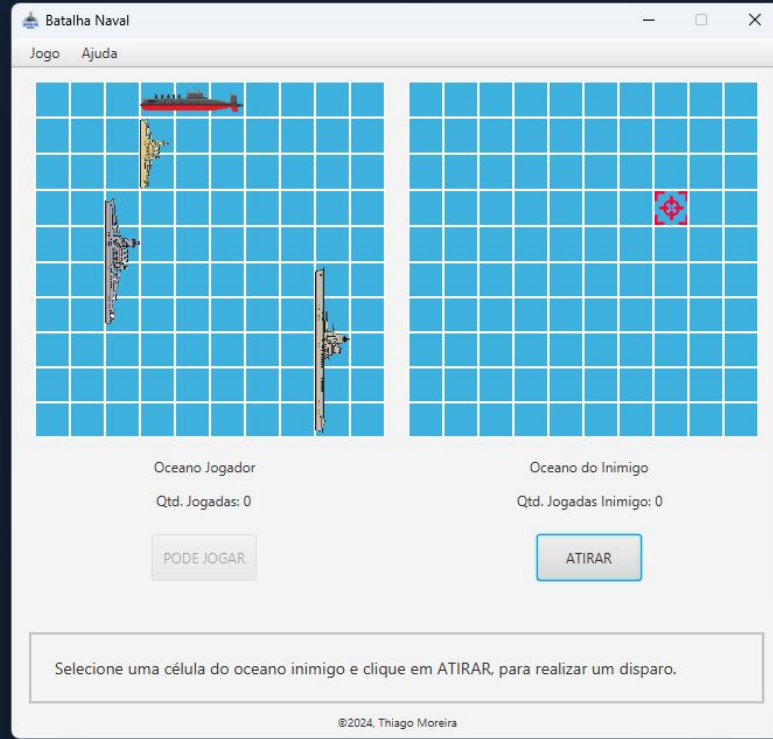 Batalha Naval
Jogo Ajuda
Oceano Jogador
Oceano do Inimigo
Qtd. Jogadas: 0
Qtd. Jogadas Inimigo: 0
PODE JOGAR
ATIRAR
Selecione uma célula do oceano inimigo e clique em ATIRAR, para realizar um disparo.
©2024, Thiago Moreira